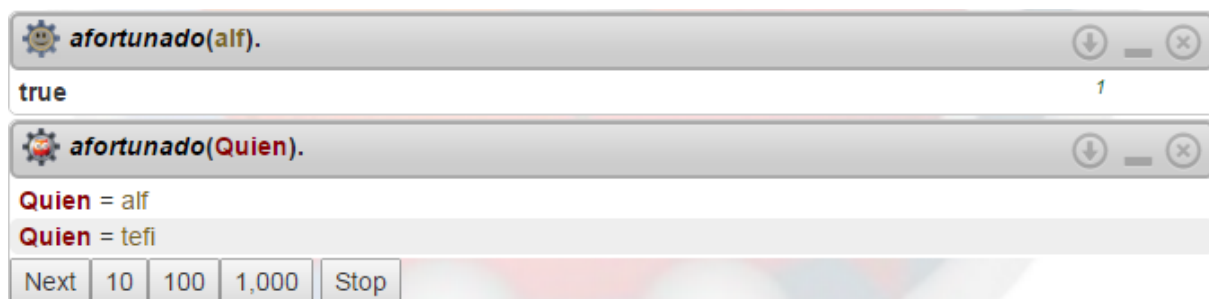 afortunado(alf).
true 1
afortunado(Quien).
Quien = alf
Quien = tefi
Next 10 100 1,000 Stop